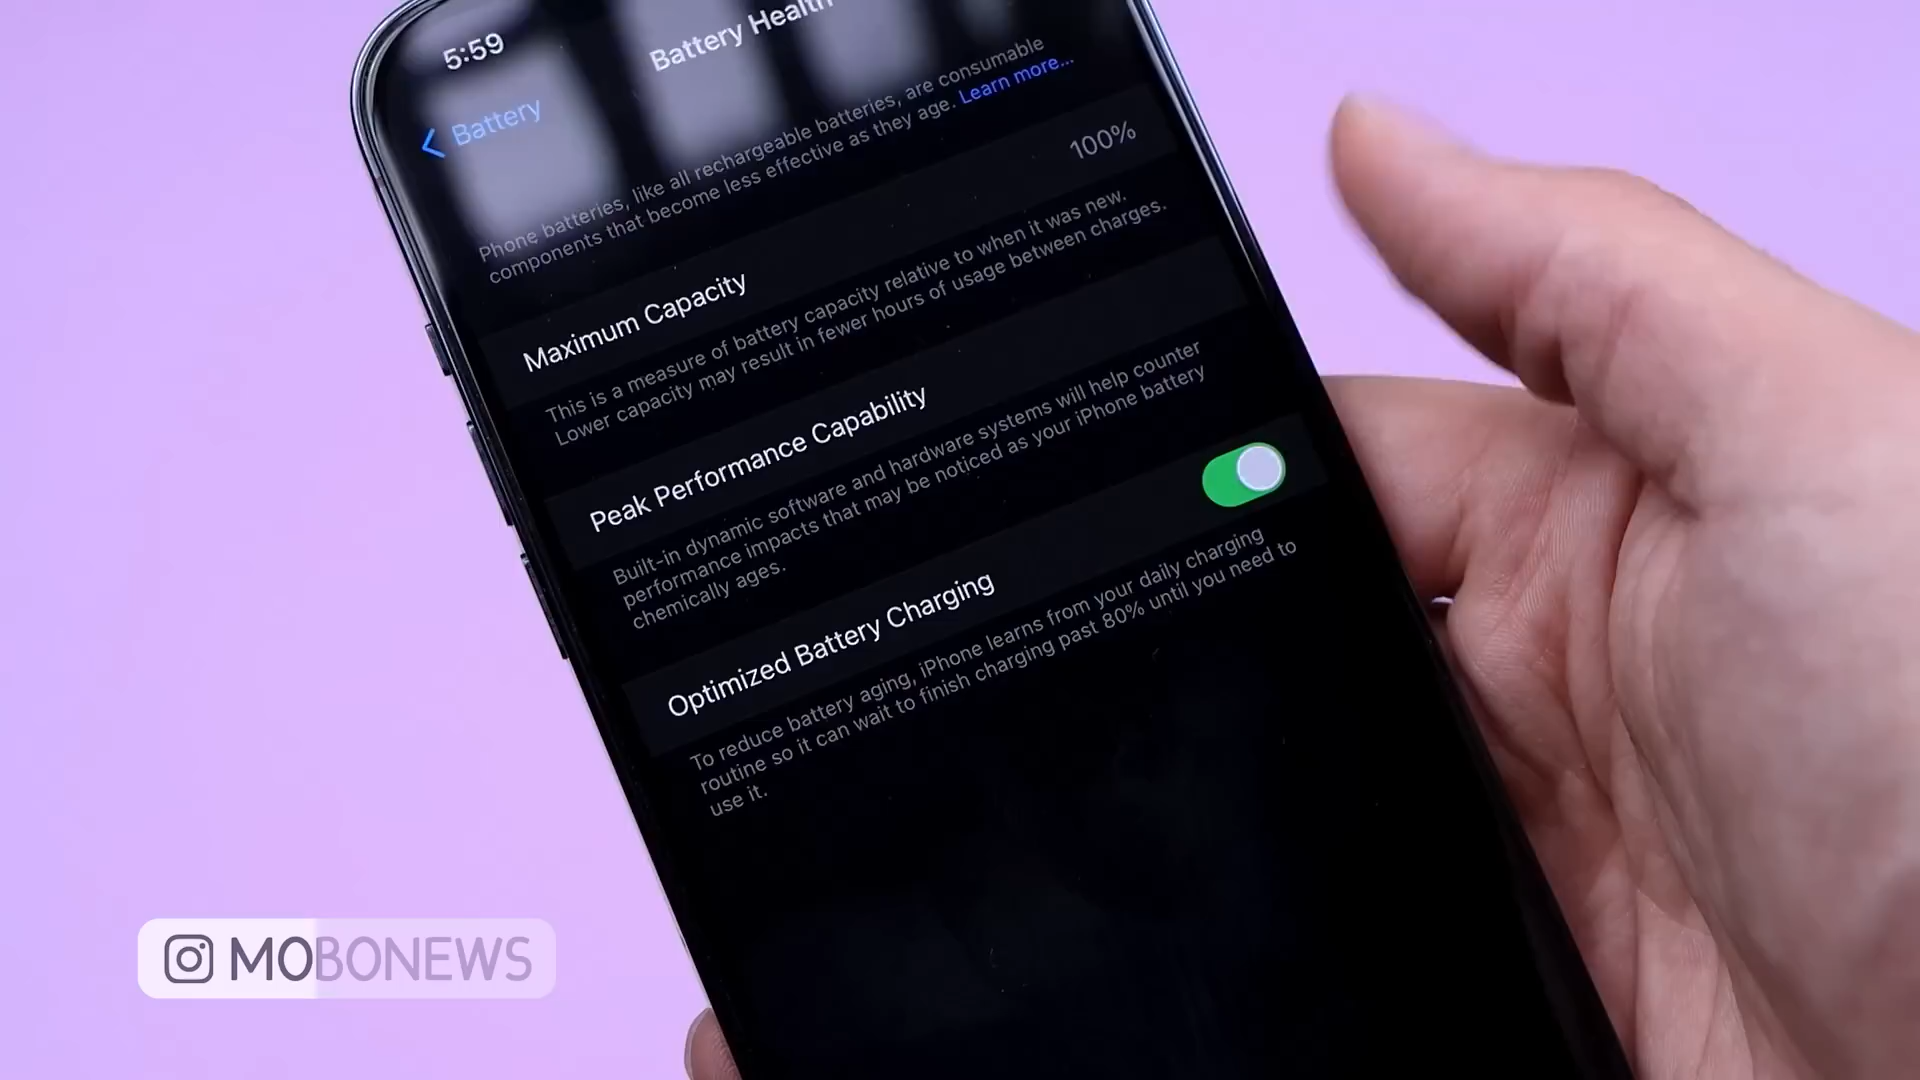 5:59
Battery Health
Battery
Phone batteries, like all rechargeable batteries, are consumable
components that become less effective as they age. Learn more...
Maximum Capacity 100%
This is a measure of battery capacity relative to when it was new.
Lower capacity may result in fewer hours of usage between charges.
Peak Performance Capability
Built-in dynamic software and hardware systems will help counter
performance impacts that may be noticed as your iPhone battery
chemically ages.
Optimized Battery Charging
To reduce battery aging, iPhone learns from your daily charging
routine so it can wait to finish charging past 80% until you need to
use it.
MOBONEWS